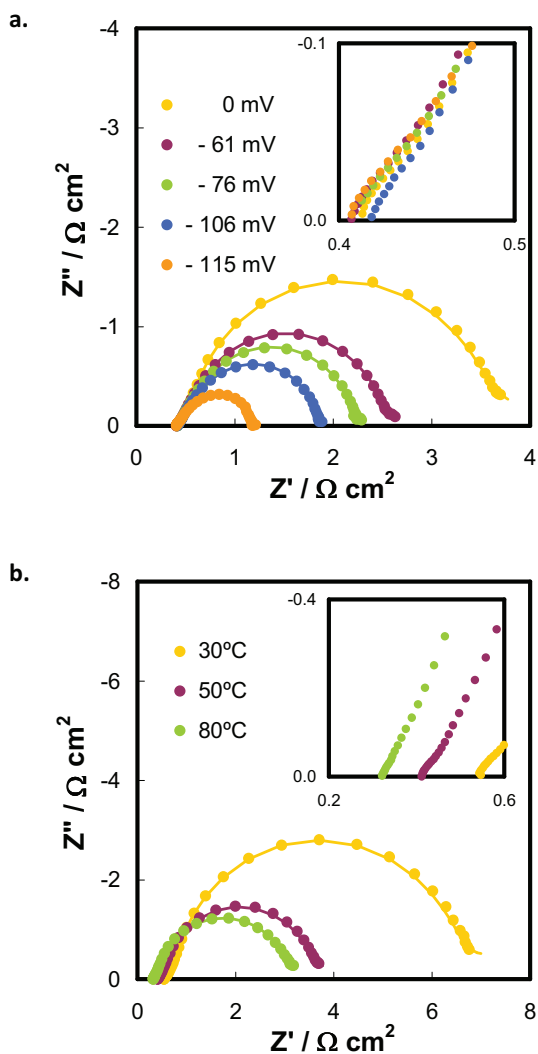 a.
-4
-3
-2
-1
0
0 mV
- 61 mV
- 76 mV
- 106 mV
- 115 mV
-0.1
0.0
0.4
0.5
Z'' / Ω cm²
0
1
2
3
4
Z' / Ω cm²
b.
-8
-6
-4
-2
0
30ºC
50ºC
80ºC
-0.4
0.0
0.2
0.6
Z'' / Ω cm²
0
2
4
6
8
Z' / Ω cm²